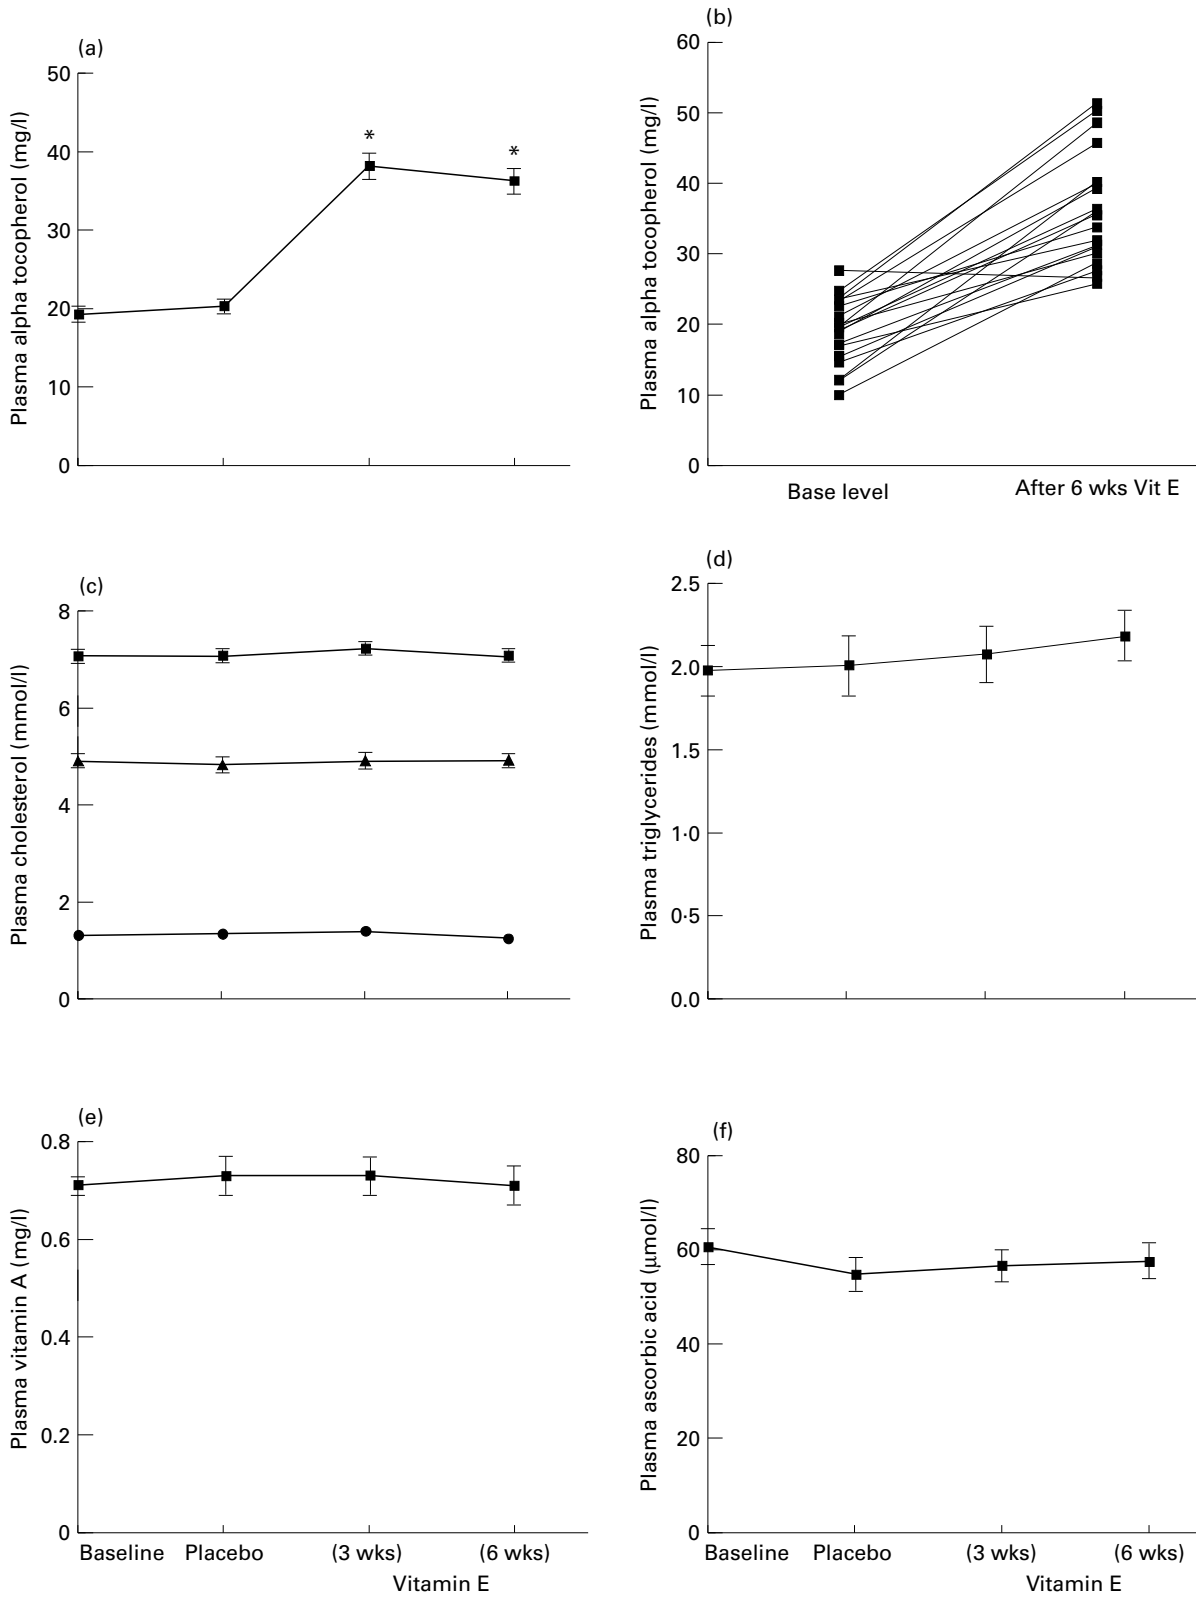 (a)
Plasma alpha tocopherol (mg/l)
50
40
30
20
10
0
*
*
(b)
Plasma alpha tocopherol (mg/l)
60
50
40
30
20
10
0
Base level
After 6 wks Vit E
(c)
Plasma cholesterol (mmol/l)
8
6
4
2
0
(d)
Plasma triglycerides (mmol/l)
2.5
2.0
1.5
1·0
0·5
0.0
(e)
Plasma vitamin A (mg/l)
0.8
0.6
0.4
0.2
0
Baseline Placebo (3 wks) (6 wks)
Vitamin E
(f)
Plasma ascorbic acid (μmol/l)
80
60
40
20
0
Baseline Placebo (3 wks) (6 wks)
Vitamin E